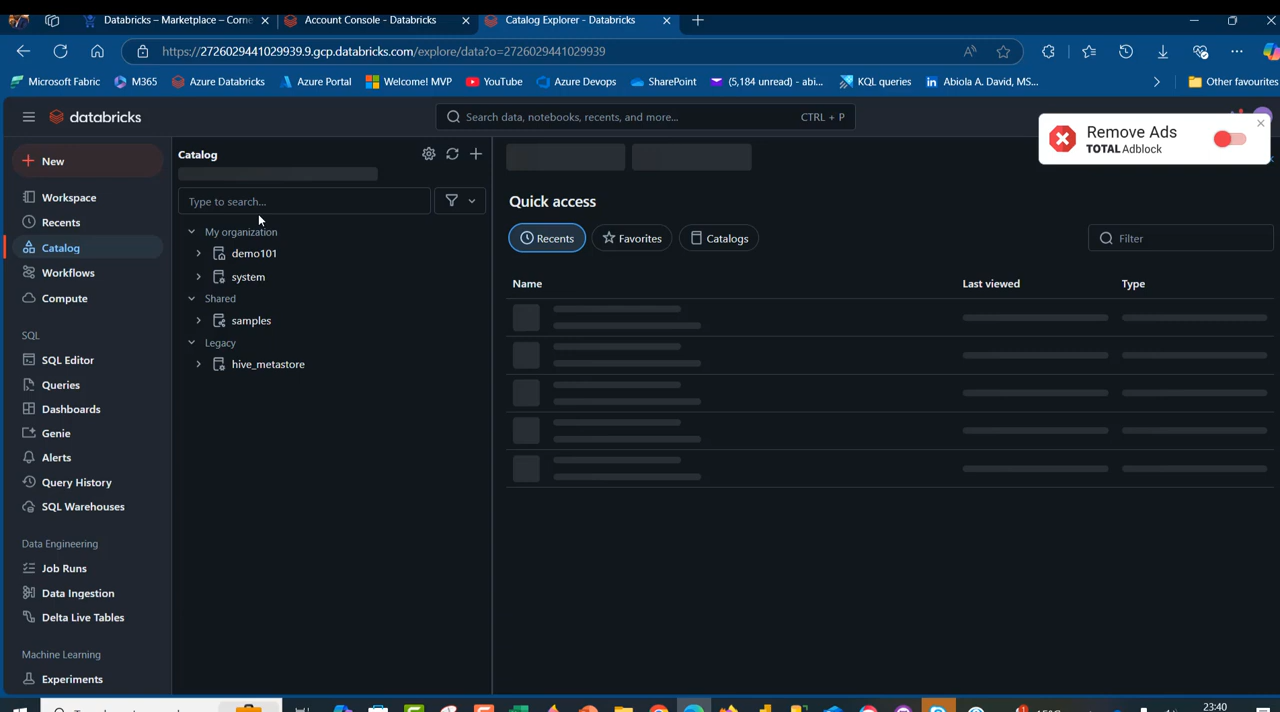 Databricks – Marketplace – Corne
Account Console - Databricks
Catalog Explorer - Databricks
https://2726029441029939.9.gcp.databricks.com/explore/data?o=2726029441029939
Microsoft Fabric
M365
Azure Databricks
Azure Portal
Welcome! MVP
YouTube
Azure Devops
SharePoint
(5,184 unread) - abi...
KQL queries
Abiola A. David, MS...
Other favourites
databricks
Search data, notebooks, recents, and more...
CTRL + P
Remove Ads
TOTAL Adblock
New
Workspace
Recents
Catalog
Workflows
Compute
SQL
SQL Editor
Queries
Dashboards
Genie
Alerts
Query History
SQL Warehouses
Data Engineering
Job Runs
Data Ingestion
Delta Live Tables
Machine Learning
Experiments
Catalog
Type to search...
My organization
demo101
system
Shared
samples
Legacy
hive_metastore
Quick access
Recents
Favorites
Catalogs
Filter
Name
Last viewed
Type
23:40